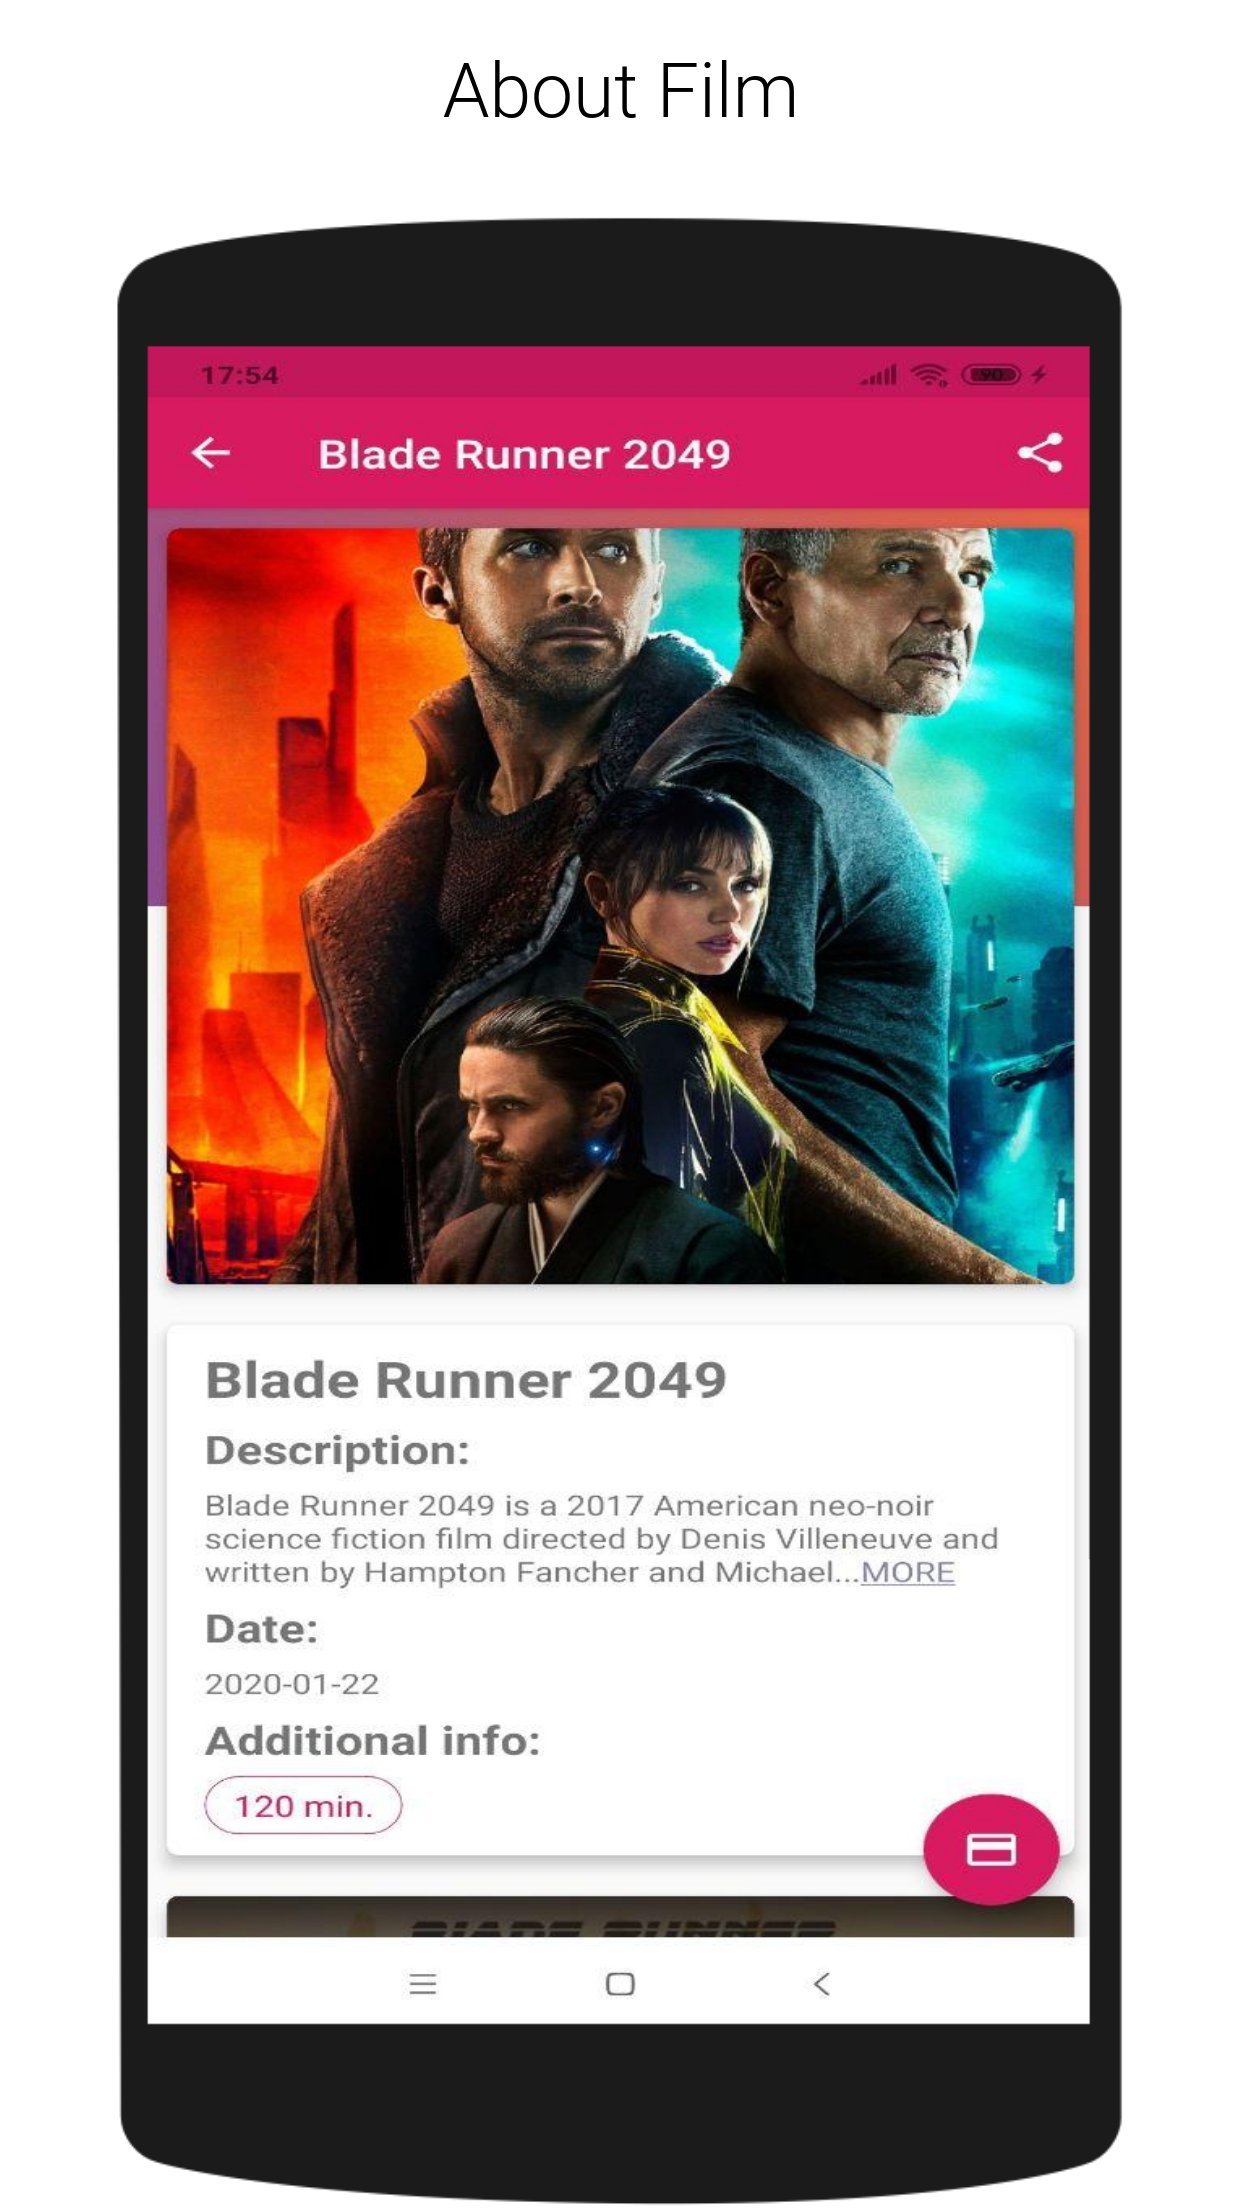 About Film
17:54
90
Blade Runner 2049
Blade Runner 2049
Description:
Blade Runner 2049 is a 2017 American neo-noir
science fiction film directed by Denis Villeneuve and
written by Hampton Fancher and Michael...MORE
Date:
2020-01-22
Additional info:
120 min.
BLADE RUNNER